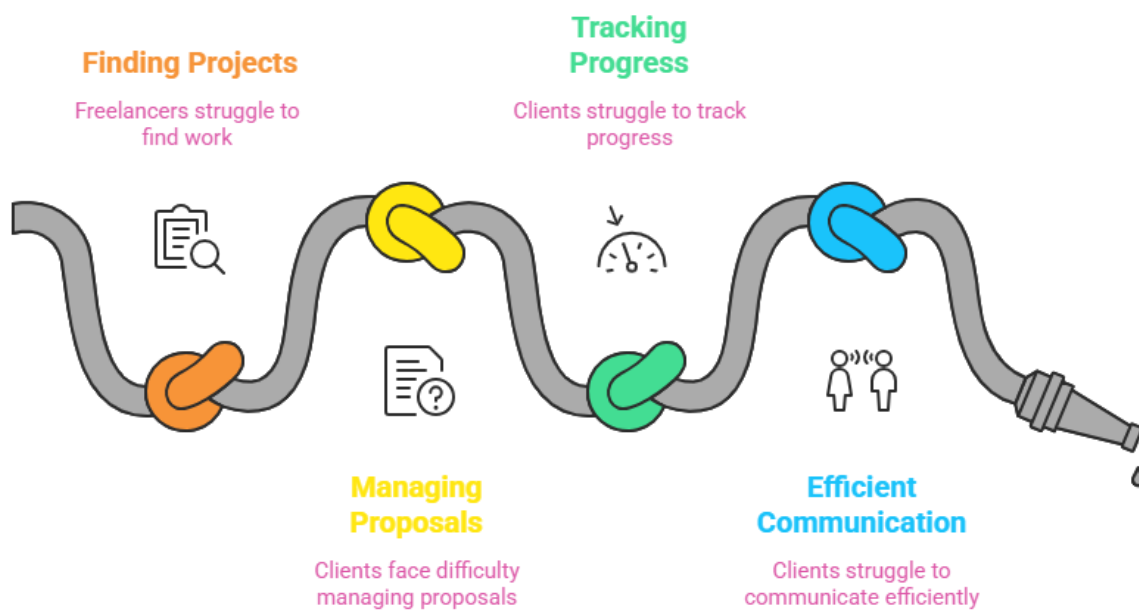 Finding Projects
Freelancers struggle to
find work
Managing
Proposals
Clients face difficulty
managing proposals
Tracking
Progress
Clients struggle to track
progress
Efficient
Communication
Clients struggle to
communicate efficiently